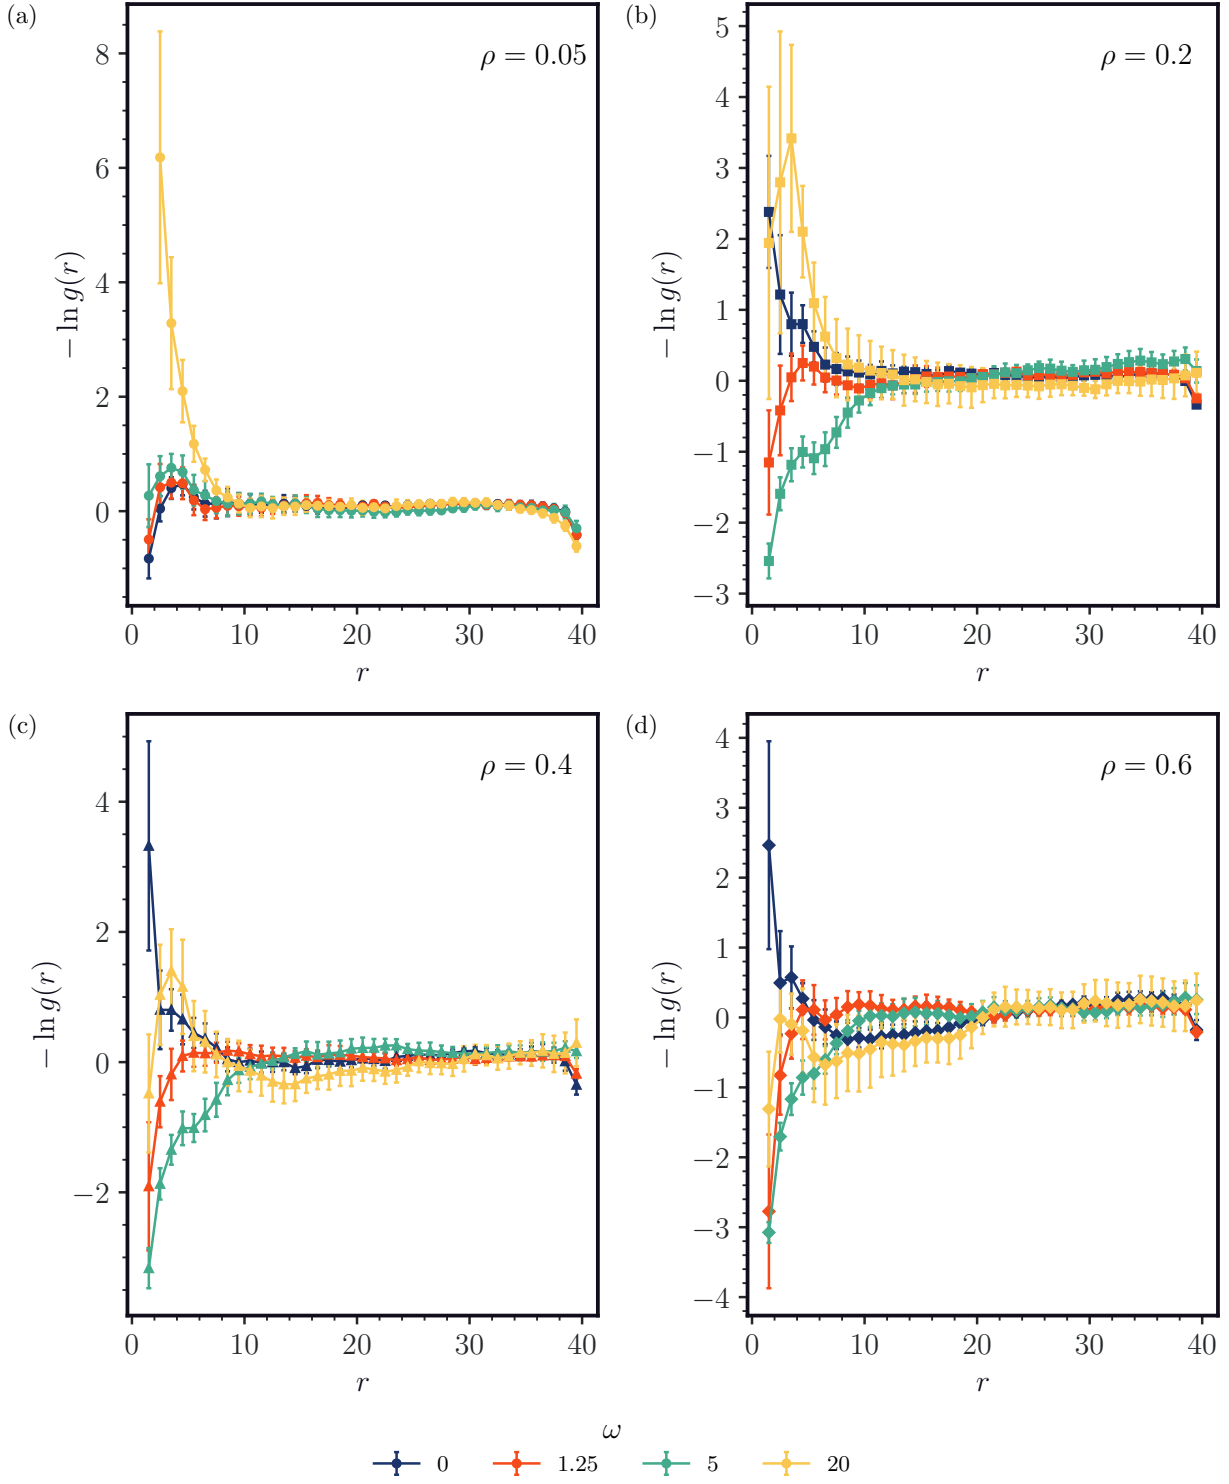 (a)
ρ = 0.05
8
6
4
2
0
− ln g(r)
0 10 20 30 40
r
(b)
ρ = 0.2
5
4
3
2
1
0
−1
−2
−3
− ln g(r)
0 10 20 30 40
r
(c)
ρ = 0.4
4
2
0
−2
− ln g(r)
0 10 20 30 40
r
(d)
ρ = 0.6
4
3
2
1
0
−1
−2
−3
−4
− ln g(r)
0 10 20 30 40
r
ω
0 1.25 5 20